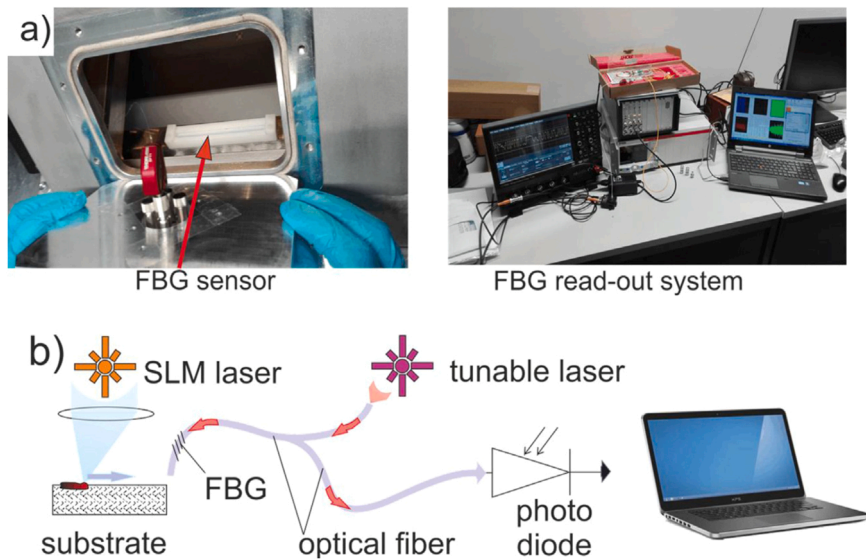 a)
FBG sensor
FBG read-out system
b)
SLM laser
tunable laser
FBG
substrate
optical fiber
photo
diode